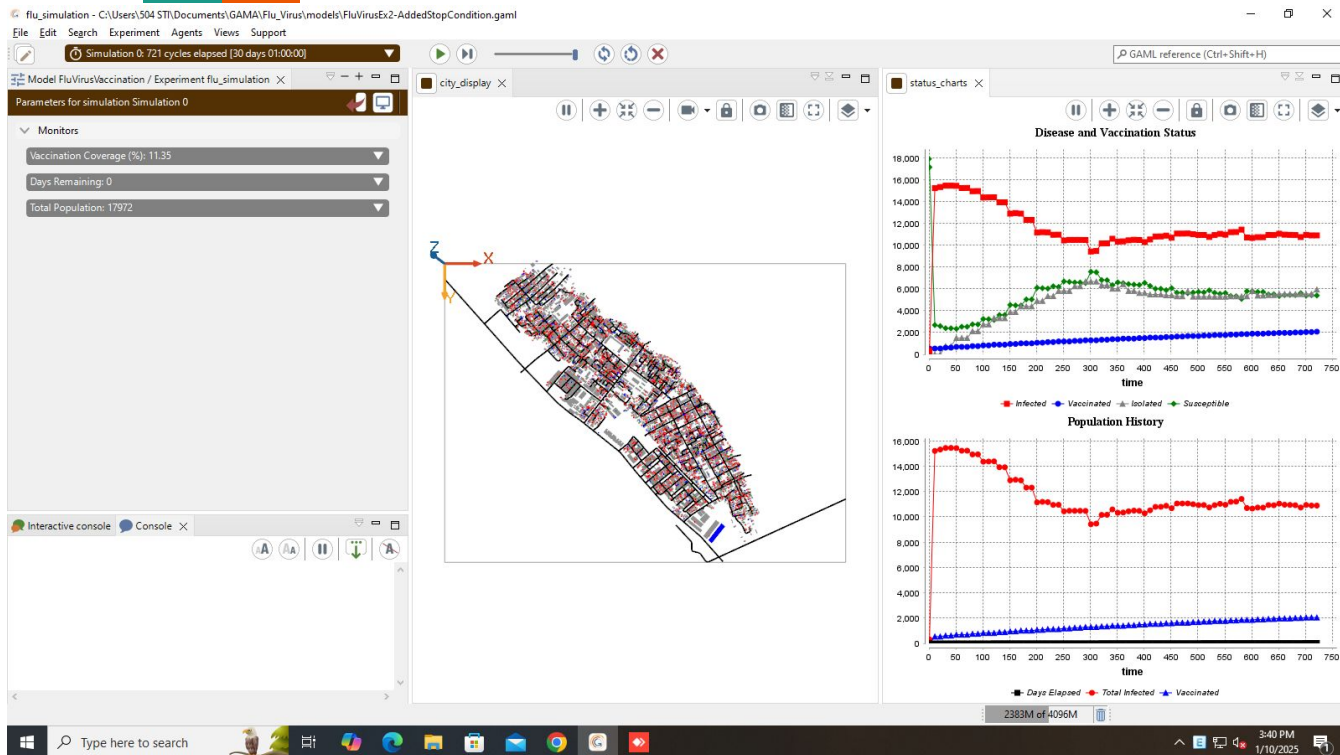 flu_simulation - C:\Users\504 STI\Documents\GAMA\Flu_Virus\models\FluVirusEx2-AddedStopCondition.gaml
File Edit Search Experiment Agents Views Support
Simulation 0: 721 cycles elapsed [30 days 01:00:00]
GAML reference (Ctrl+Shift+H)
Model FluVirusVaccination / Experiment flu_simulation
Parameters for simulation Simulation 0
Monitors
Vaccination Coverage (%): 11.35
Days Remaining: 0
Total Population: 17972
Interactive console
Console
AA
AA
A
city_display
Z
X
Y
status_charts
Disease and Vaccination Status
18,000
16,000
14,000
12,000
10,000
8,000
6,000
4,000
2,000
0
0 50 100 150 200 250 300 350 400 450 500 550 600 650 700 750
time
Infected Vaccinated Isolated Susceptible
Population History
16,000
14,000
12,000
10,000
8,000
6,000
4,000
2,000
0
0 50 100 150 200 250 300 350 400 450 500 550 600 650 700 750
time
Days Elapsed Total Infected Vaccinated
2383M of 4096M
Type here to search
3:40 PM
1/10/2025